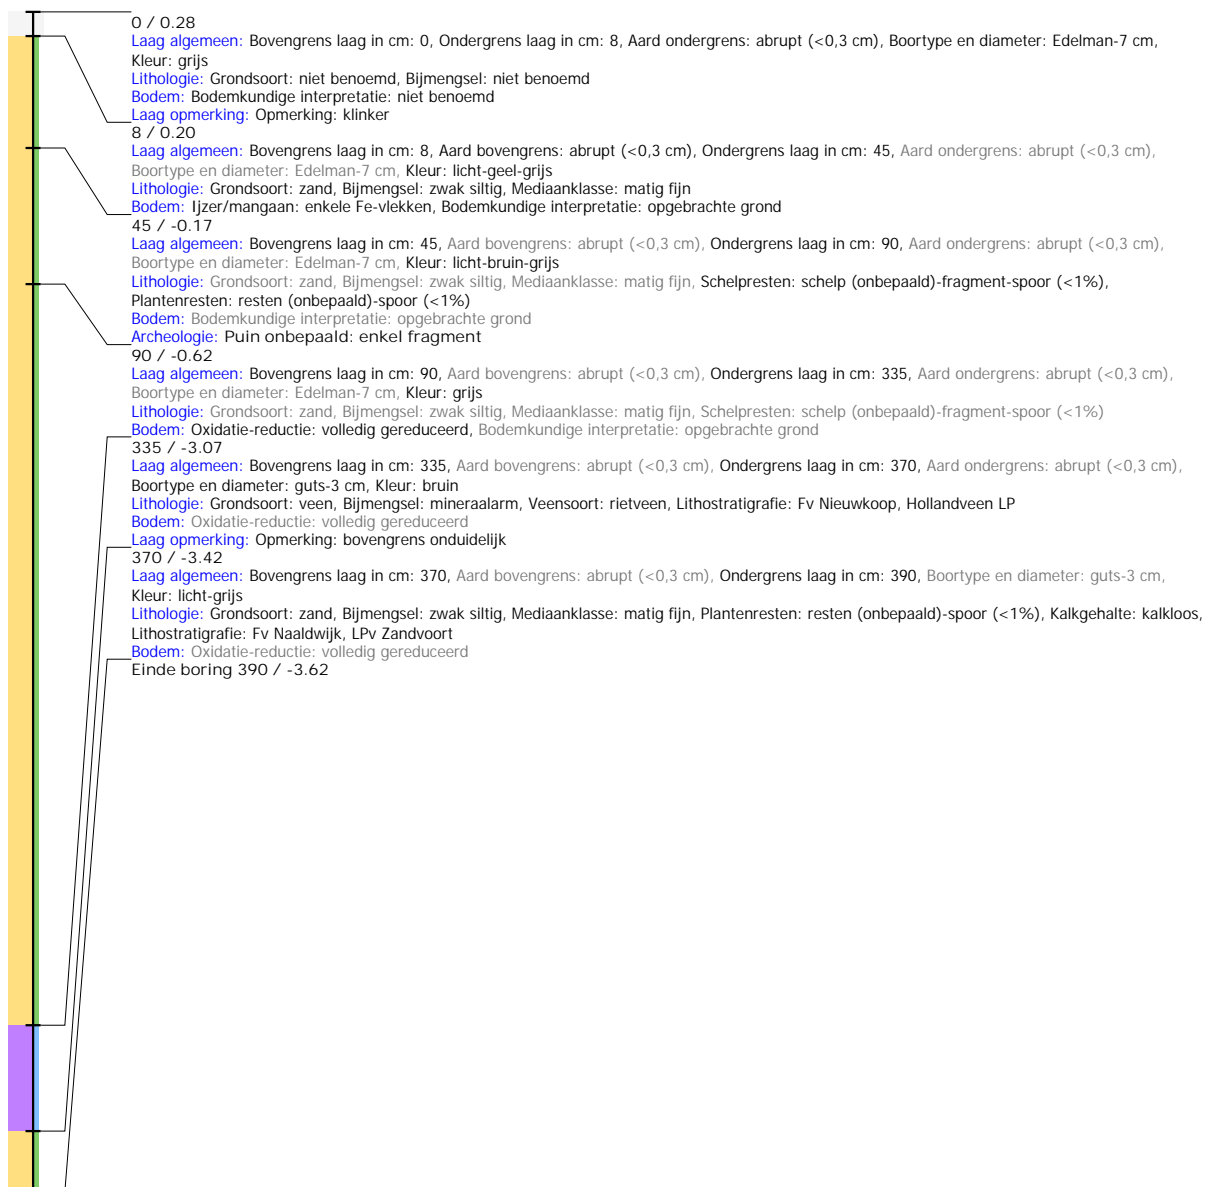 0 / 0.28
Laag algemeen: Bovengrens laag in cm: 0, Ondergrens laag in cm: 8, Aard ondergrens: abrupt (<0,3 cm), Boortype en diameter: Edelman-7 cm,
Kleur: grijs
Lithologie: Grondsoort: niet benoemd, Bijmengsel: niet benoemd
Bodem: Bodemkundige interpretatie: niet benoemd
Laag opmerking: Opmerking: klinker
8 / 0.20
Laag algemeen: Bovengrens laag in cm: 8, Aard bovengrens: abrupt (<0,3 cm), Ondergrens laag in cm: 45, Aard ondergrens: abrupt (<0,3 cm),
Boortype en diameter: Edelman-7 cm, Kleur: licht-geel-grijs
Lithologie: Grondsoort: zand, Bijmengsel: zwak siltig, Mediaanklasse: matig fijn
Bodem: Ijzer/mangaan: enkele Fe-vlekken, Bodemkundige interpretatie: opgebrachte grond
45 / -0.17
Laag algemeen: Bovengrens laag in cm: 45, Aard bovengrens: abrupt (<0,3 cm), Ondergrens laag in cm: 90, Aard ondergrens: abrupt (<0,3 cm),
Boortype en diameter: Edelman-7 cm, Kleur: licht-bruin-grijs
Lithologie: Grondsoort: zand, Bijmengsel: zwak siltig, Mediaanklasse: matig fijn, Schelpresten: schelp (onbepaald)-fragment-spoor (<1%),
Plantenresten: resten (onbepaald)-spoor (<1%)
Bodem: Bodemkundige interpretatie: opgebrachte grond
Archeologie: Puin onbepaald: enkel fragment
90 / -0.62
Laag algemeen: Bovengrens laag in cm: 90, Aard bovengrens: abrupt (<0,3 cm), Ondergrens laag in cm: 335, Aard ondergrens: abrupt (<0,3 cm),
Boortype en diameter: Edelman-7 cm, Kleur: grijs
Lithologie: Grondsoort: zand, Bijmengsel: zwak siltig, Mediaanklasse: matig fijn, Schelpresten: schelp (onbepaald)-fragment-spoor (<1%)
Bodem: Oxidatie-reductie: volledig gereduceerd, Bodemkundige interpretatie: opgebrachte grond
335 / -3.07
Laag algemeen: Bovengrens laag in cm: 335, Aard bovengrens: abrupt (<0,3 cm), Ondergrens laag in cm: 370, Aard ondergrens: abrupt (<0,3 cm),
Boortype en diameter: guts-3 cm, Kleur: bruin
Lithologie: Grondsoort: veen, Bijmengsel: mineraalarm, Veensoort: rietveen, Lithostratigrafie: Fv Nieuwkoop, Hollandveen LP
Bodem: Oxidatie-reductie: volledig gereduceerd
Laag opmerking: Opmerking: bovengrens onduidelijk
370 / -3.42
Laag algemeen: Bovengrens laag in cm: 370, Aard bovengrens: abrupt (<0,3 cm), Ondergrens laag in cm: 390, Boortype en diameter: guts-3 cm,
Kleur: licht-grijs
Lithologie: Grondsoort: zand, Bijmengsel: zwak siltig, Mediaanklasse: matig fijn, Plantenresten: resten (onbepaald)-spoor (<1%), Kalkgehalte: kalkloos,
Lithostratigrafie: Fv Naaldwijk, LPv Zandvoort
Bodem: Oxidatie-reductie: volledig gereduceerd
Einde boring 390 / -3.62